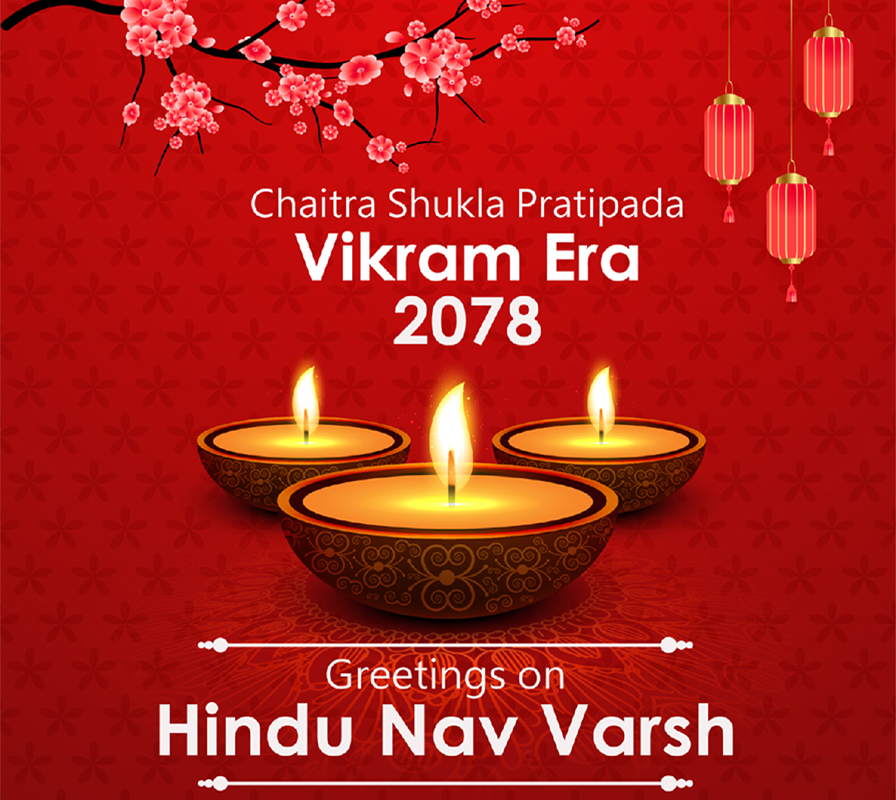 Chaitra Shukla Pratipada
Vikram Era
2078
Greetings on
Hindu Nav Varsh